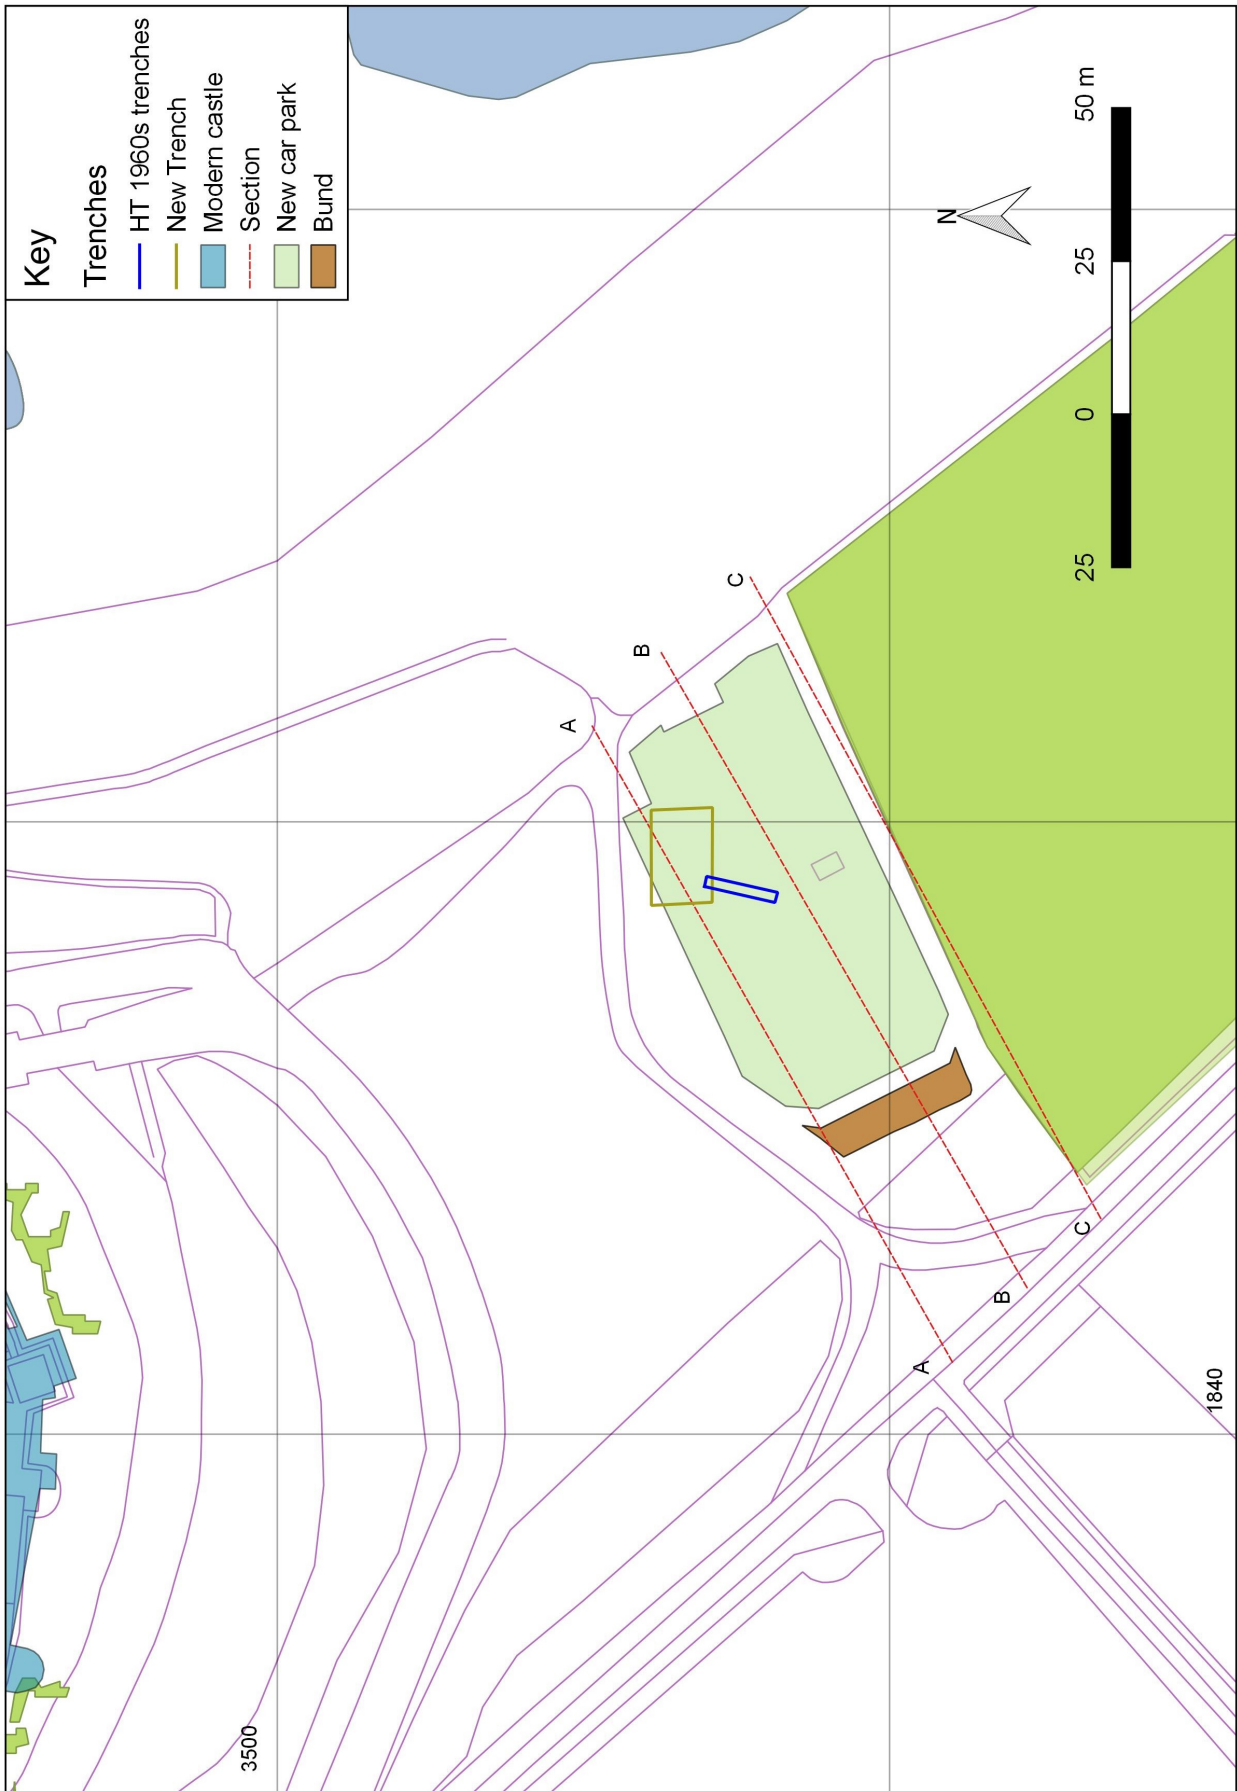 Key
Trenches
HT 1960s trenches
New Trench
Modern castle
Section
New car park
Bund
N
25
0
25
50 m
A
B
C
A
B
C
3500
1840